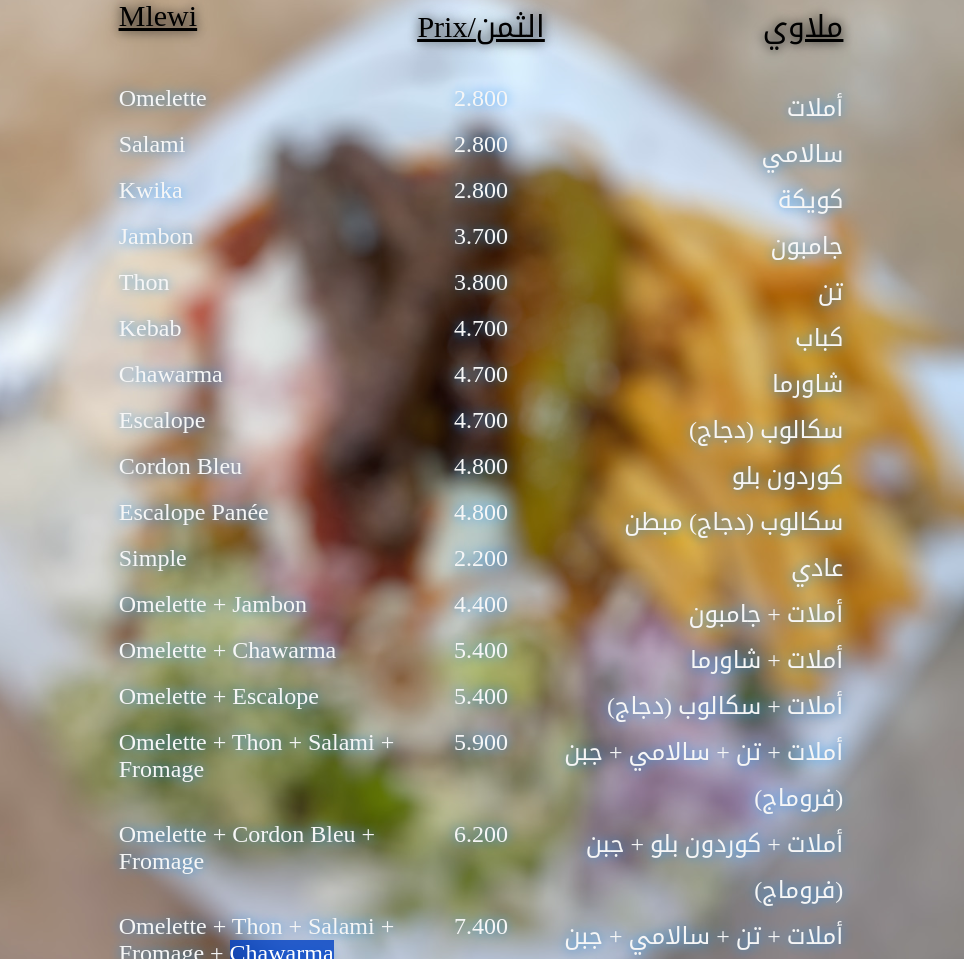 Mlewi الثمن/Prix ملاوي
Omelette 2.800 أملات
Salami 2.800 سالامي
Kwika 2.800 كويكة
Jambon 3.700 جامبون
Thon 3.800 تن
Kebab 4.700 كباب
Chawarma 4.700 شاورما
Escalope 4.700 سكالوب (دجاج)
Cordon Bleu 4.800 كوردون بلو
Escalope Panée 4.800 سكالوب (دجاج) مبطن
Simple 2.200 عادي
Omelette + Jambon 4.400 أملات + جامبون
Omelette + Chawarma 5.400 أملات + شاورما
Omelette + Escalope 5.400 أملات + سكالوب (دجاج)
Omelette + Thon + Salami + 5.900 أملات + تن + سالامي + جبن
Fromage (فروماج)
Omelette + Cordon Bleu + 6.200 أملات + كوردون بلو + جبن
Fromage (فروماج)
Omelette + Thon + Salami + 7.400 أملات + تن + سالامي + جبن
Fromage + Chawarma